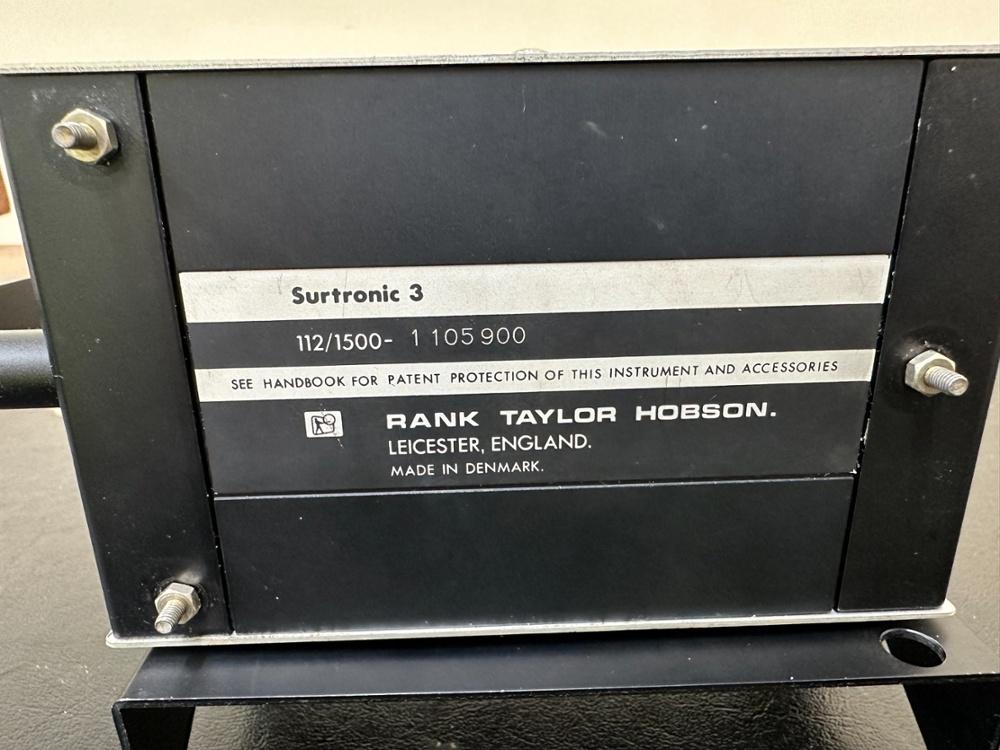 Surtronic 3
112/1500- 1 105 900
SEE HANDBOOK FOR PATENT PROTECTION OF THIS INSTRUMENT AND ACCESSORIES
RANK TAYLOR HOBSON.
LEICESTER, ENGLAND.
MADE IN DENMARK.